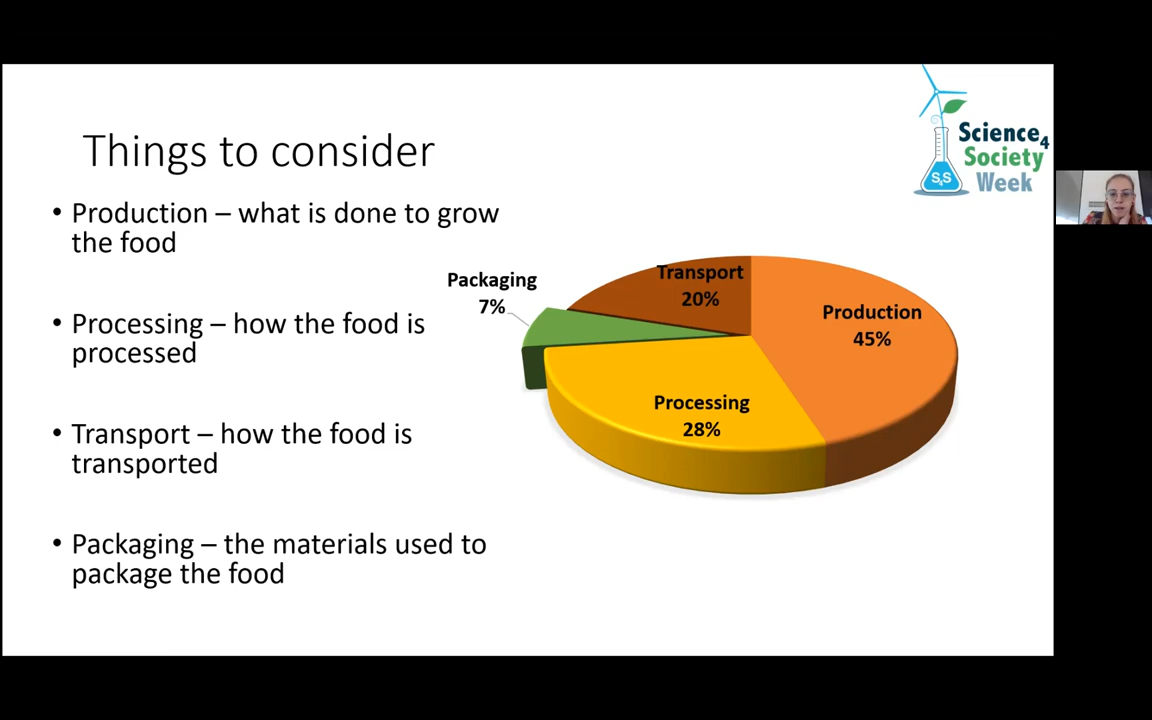 Things to consider
• Production – what is done to grow
the food
• Processing – how the food is
processed
• Transport – how the food is
transported
• Packaging – the materials used to
package the food
Packaging
7%
Transport
20%
Production
45%
Processing
28%
Science4
Society
Week
S4S